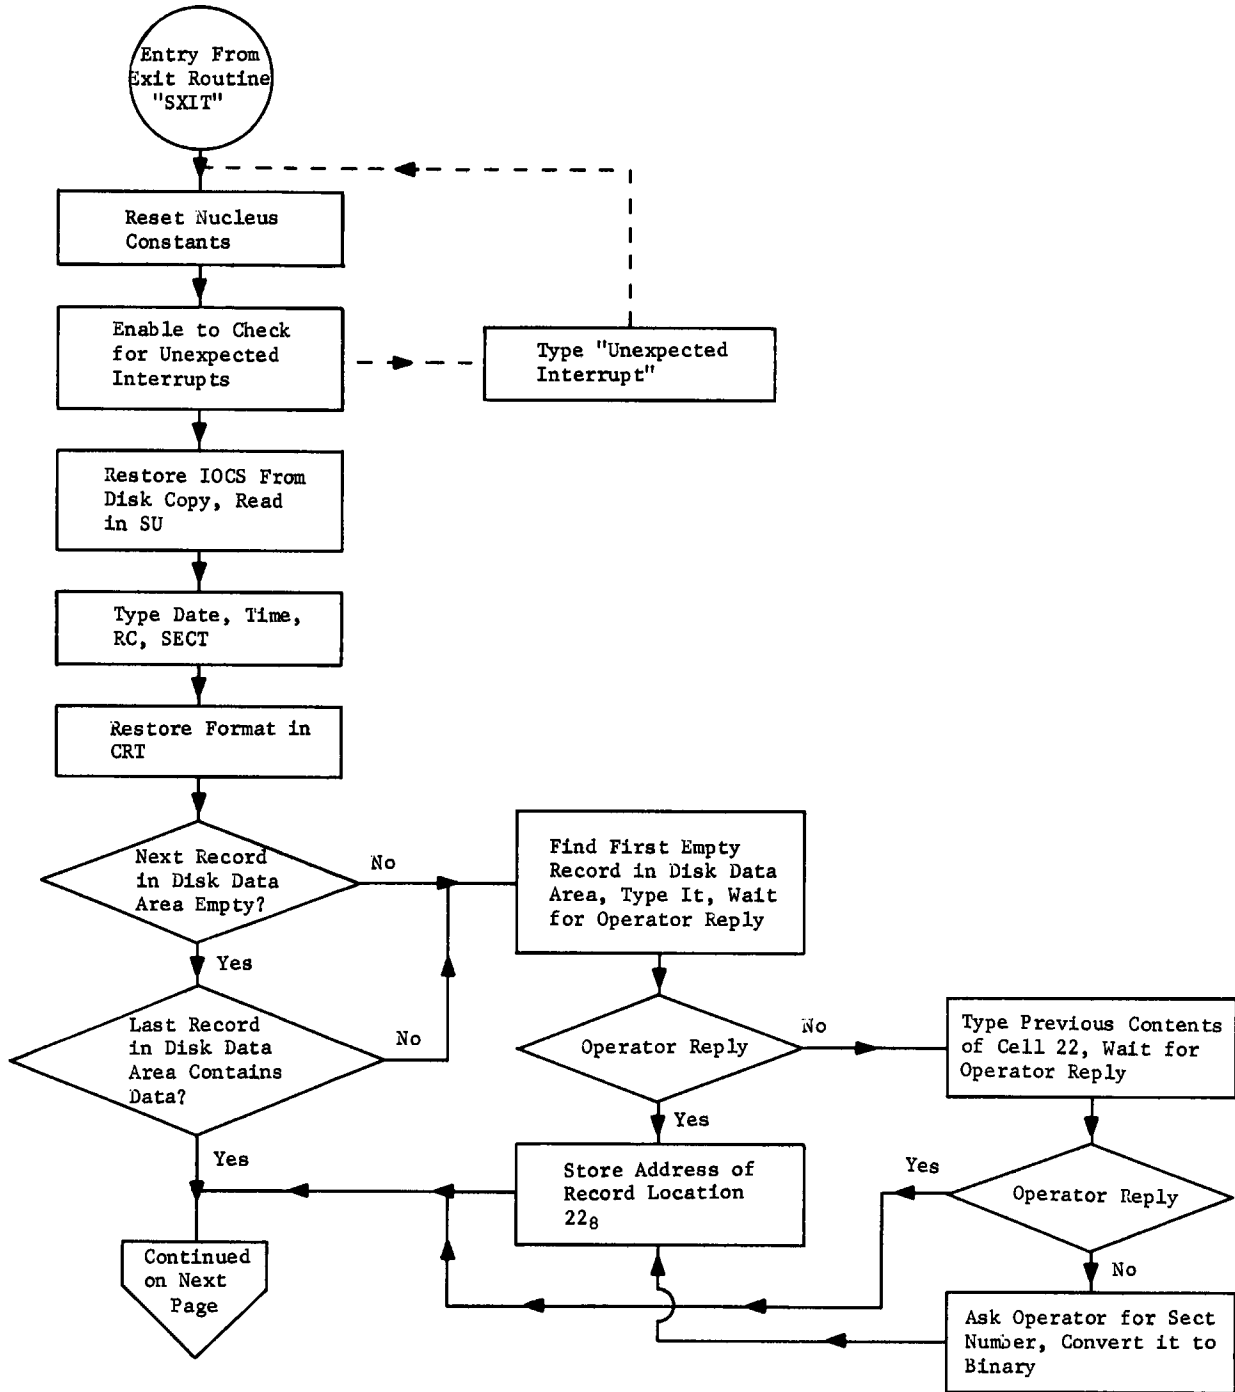 Entry From
Exit Routine
"SXIT"
Reset Nucleus
Constants
Enable to Check
for Unexpected
Interrupts
Type "Unexpected
Interrupt"
Restore IOCS From
Disk Copy, Read
in SU
Type Date, Time,
RC, SECT
Restore Format in
CRT
Next Record
in Disk Data
Area Empty?
No
Yes
Find First Empty
Record in Disk Data
Area, Type It, Wait
for Operator Reply
Last Record
in Disk Data
Area Contains
Data?
No
Yes
Operator Reply
No
Yes
Type Previous Contents
of Cell 22, Wait for
Operator Reply
Store Address of
Record Location
22₈
Operator Reply
Yes
No
Continued
on Next
Page
Ask Operator for Sect
Number, Convert it to
Binary